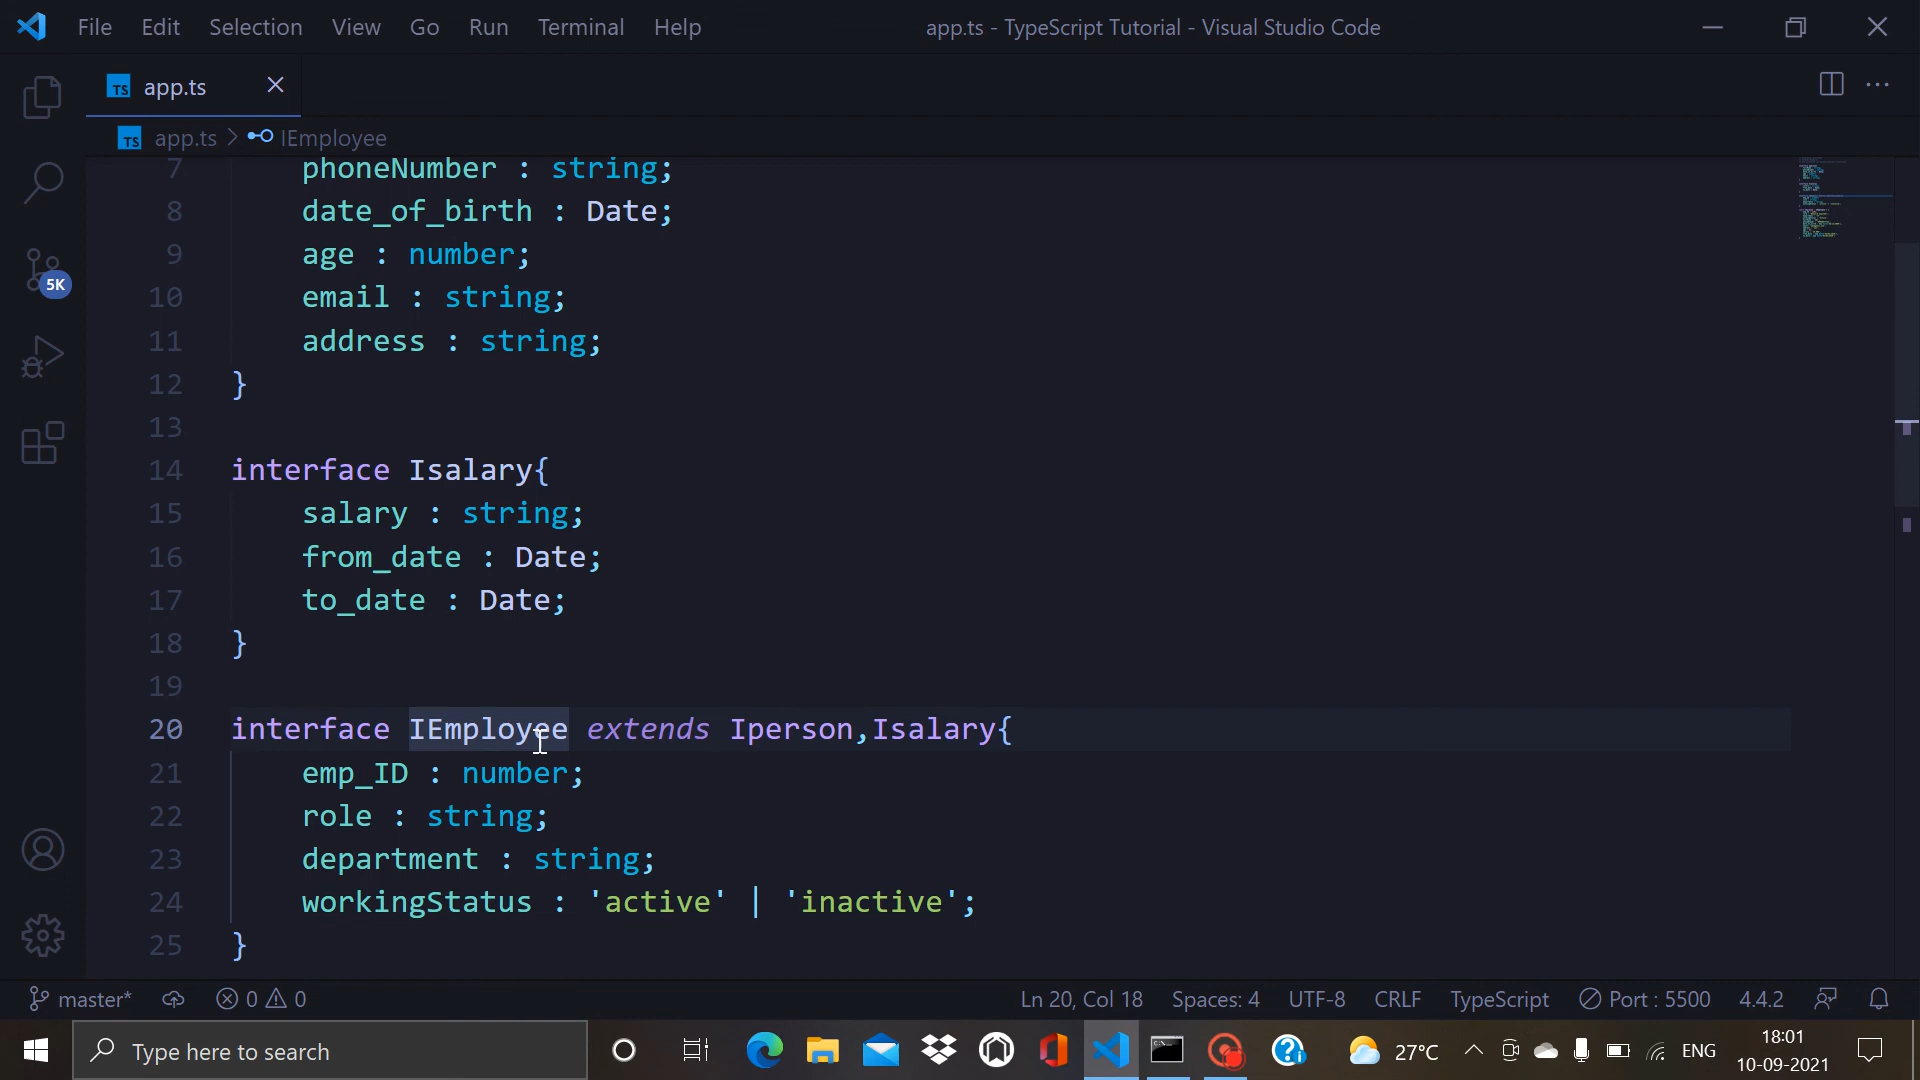 File Edit Selection View Go Run Terminal Help app.ts - TypeScript Tutorial - Visual Studio Code
TS app.ts
TS app.ts > IEmployee
7 phoneNumber : string;
8 date_of_birth : Date;
9 age : number;
10 email : string;
11 address : string;
12 }
13
14 interface Isalary{
15 salary : string;
16 from_date : Date;
17 to_date : Date;
18 }
19
20 interface IEmployee extends Iperson,Isalary{
21 emp_ID : number;
22 role : string;
23 department : string;
24 workingStatus : 'active' | 'inactive';
25 }
5K
master* 0 0 Ln 20, Col 18 Spaces: 4 UTF-8 CRLF TypeScript Port : 5500 4.4.2
Type here to search 27°C ENG 18:01
10-09-2021